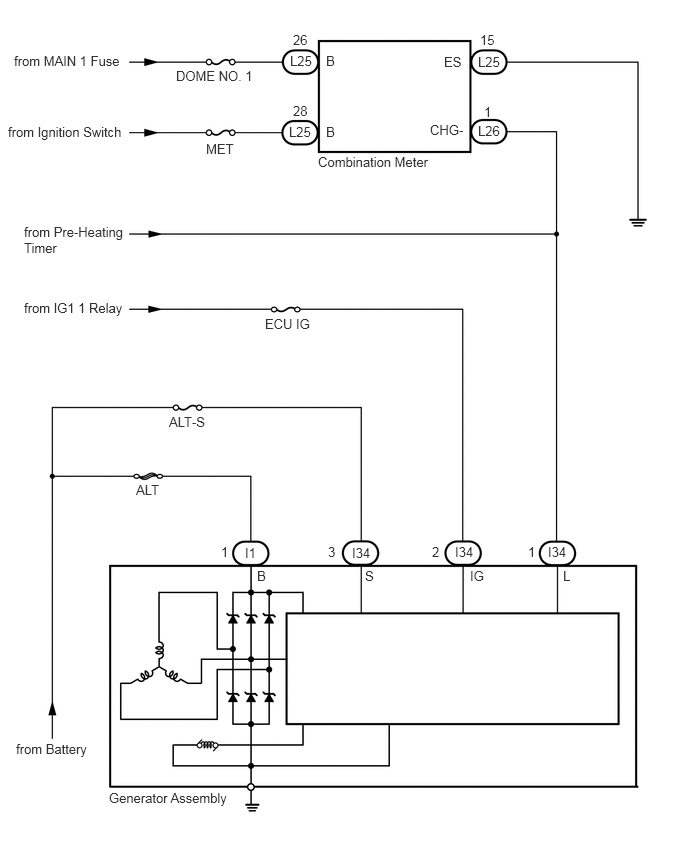 26
15
from MAIN 1 Fuse
L25
B
ES
L25
DOME NO. 1
28
1
from Ignition Switch
L25
B
CHG-
L26
MET
Combination Meter
from Pre-Heating
Timer
from IG1 1 Relay
ECU IG
ALT-S
ALT
1
I1
3
I34
2
I34
1
I34
B
S
IG
L
from Battery
Generator Assembly